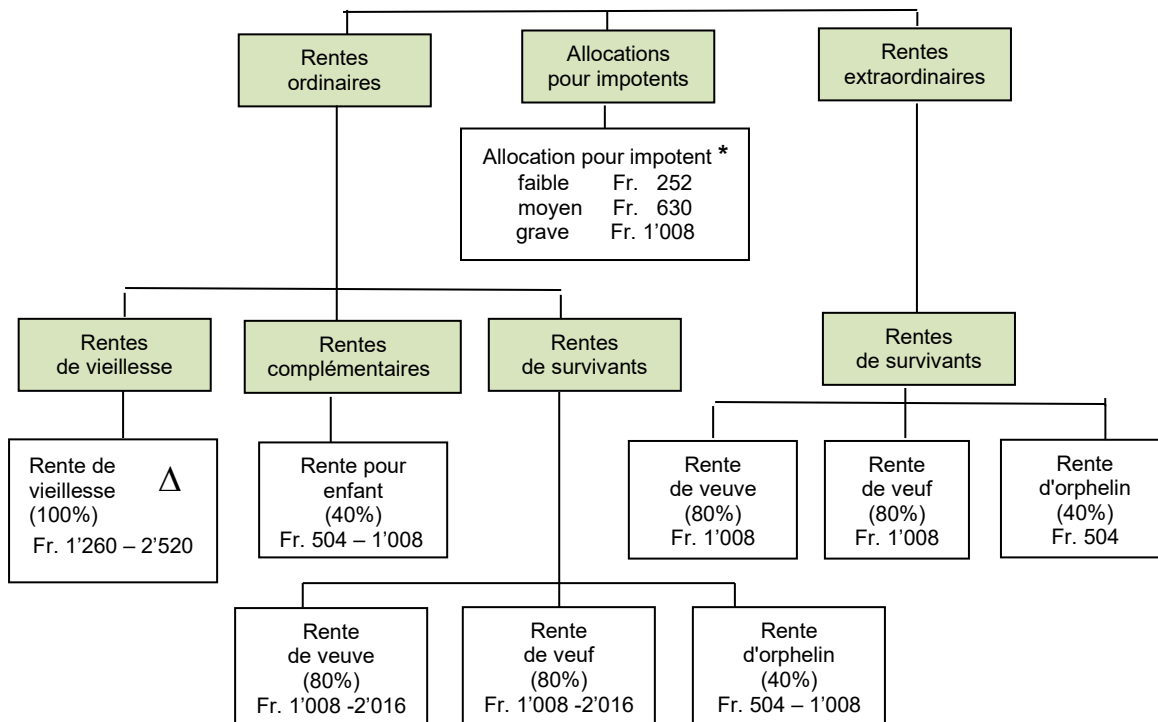 Rentes
ordinaires
Allocations
pour impotents
Rentes
extraordinaires
Allocation pour impotent *
faible Fr. 252
moyen Fr. 630
grave Fr. 1’008
Rentes
de vieillesse
Rentes
complémentaires
Rentes
de survivants
Rentes
de survivants
Rente de
vieillesse Δ
(100%)
Fr. 1’260 – 2’520
Rente pour
enfant
(40%)
Fr. 504 – 1’008
Rente
de veuve
(80%)
Fr. 1’008
Rente
de veuf
(80%)
Fr. 1’008
Rente
d'orphelin
(40%)
Fr. 504
Rente
de veuve
(80%)
Fr. 1’008 -2’016
Rente
de veuf
(80%)
Fr. 1’008 -2’016
Rente
d'orphelin
(40%)
Fr. 504 – 1’008